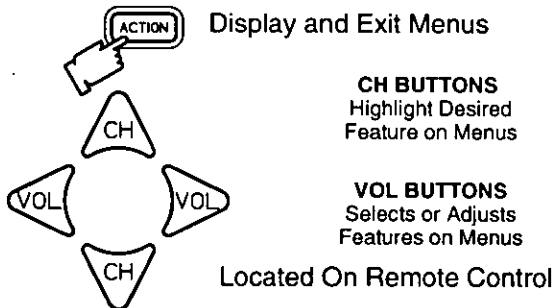 ACTION
Display and Exit Menus
CH BUTTONS
Highlight Desired
Feature on Menus
CH
VOL
VOL
VOL BUTTONS
Selects or Adjusts
Features on Menus
CH
Located On Remote Control